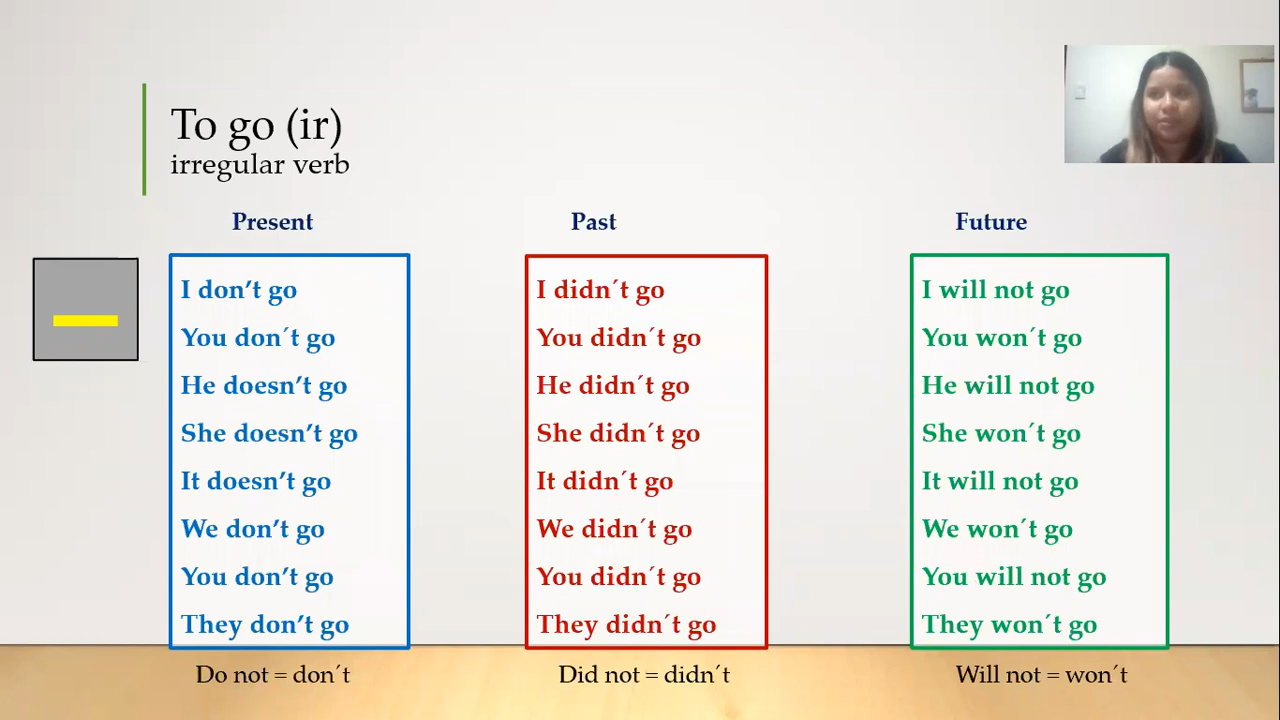 To go (ir)
irregular verb
Present
I don’t go
You don´t go
He doesn’t go
She doesn’t go
It doesn’t go
We don’t go
You don’t go
They don’t go
Do not = don´t
Past
I didn´t go
You didn´t go
He didn´t go
She didn´t go
It didn´t go
We didn´t go
You didn´t go
They didn´t go
Did not = didn´t
Future
I will not go
You won´t go
He will not go
She won´t go
It will not go
We won´t go
You will not go
They won´t go
Will not = won´t